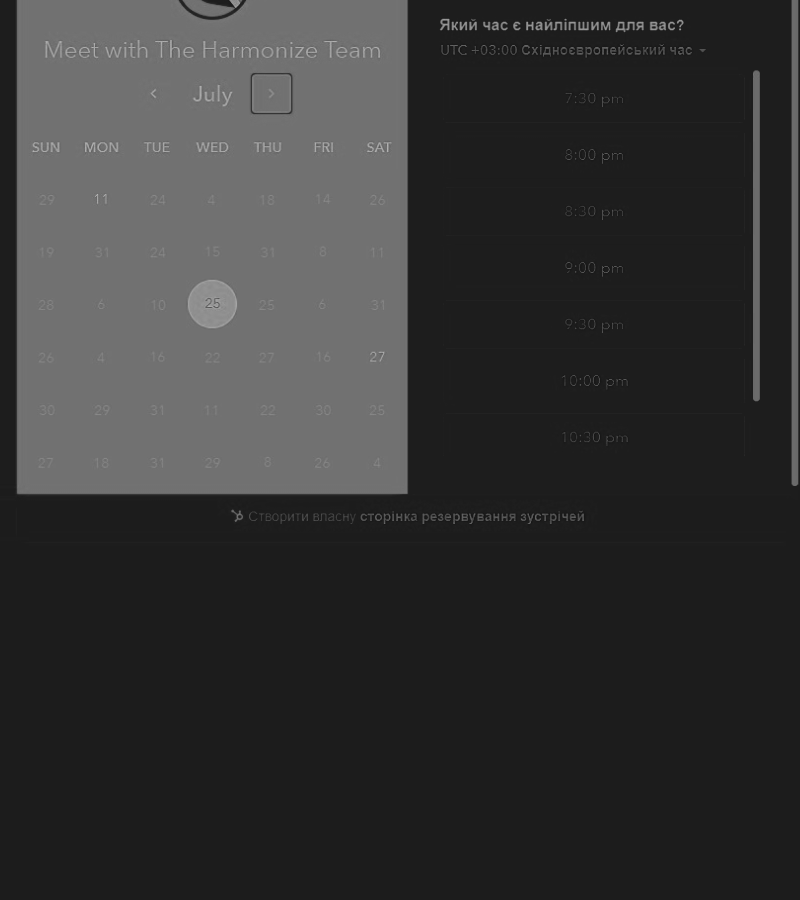 Meet with The Harmonize Team
July
SUN MON TUE WED THU FRI SAT
29 11 24 4 18 14 26
19 31 24 15 31 8 11
28 6 10 25 25 6 31
26 4 16 22 27 16 27
30 29 31 11 22 30 25
27 18 31 29 8 26 4
Який час є найліпшим для вас?
UTC +03:00 Східноєвропейський час
7:30 pm
8:00 pm
8:30 pm
9:00 pm
9:30 pm
10:00 pm
10:30 pm
Створити власну сторінка резервування зустрічей